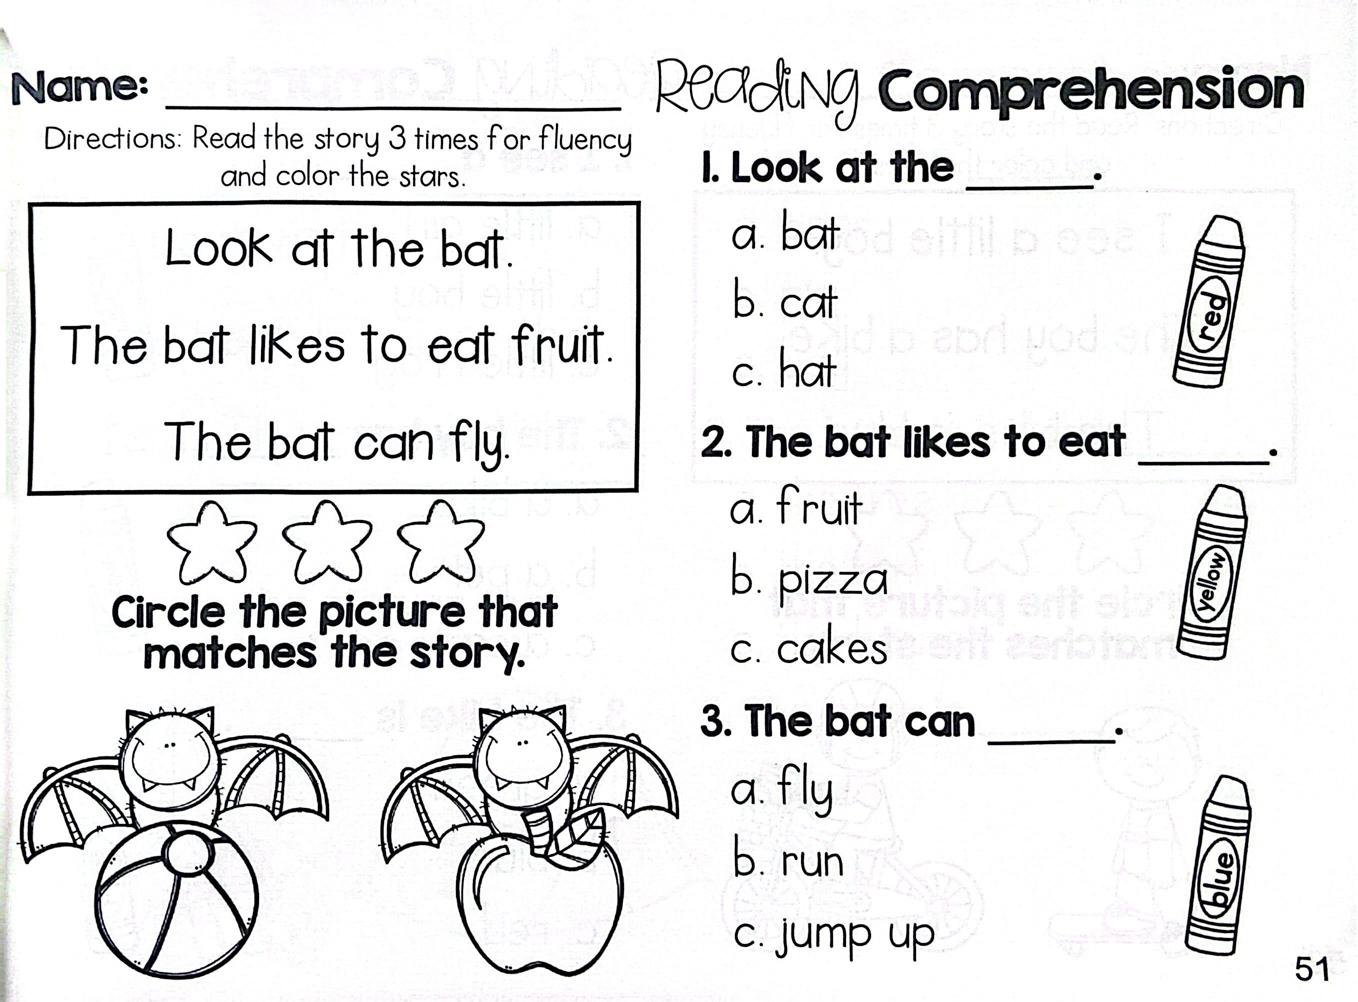 Name: ____________ Reading Comprehension
Directions: Read the story 3 times for fluency
and color the stars.
Look at the bat.
The bat likes to eat fruit.
The bat can fly.
Circle the picture that
matches the story.
1. Look at the ______.
a. bat
b. cat
c. hat
red
2. The bat likes to eat ______.
a. fruit
b. pizza
c. cakes
yellow
3. The bat can ______.
a. fly
b. run
c. jump up
blue
51